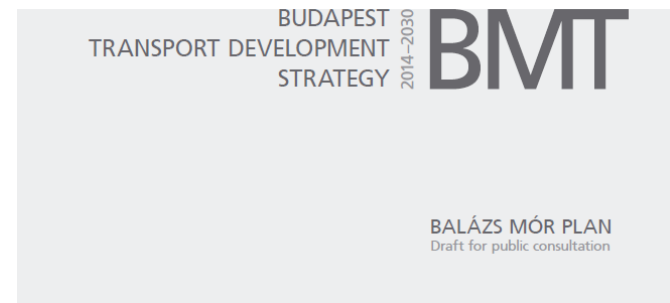 BUDAPEST
TRANSPORT DEVELOPMENT
STRATEGY
2014–2030
BMT
BALÁZS MÓR PLAN
Draft for public consultation